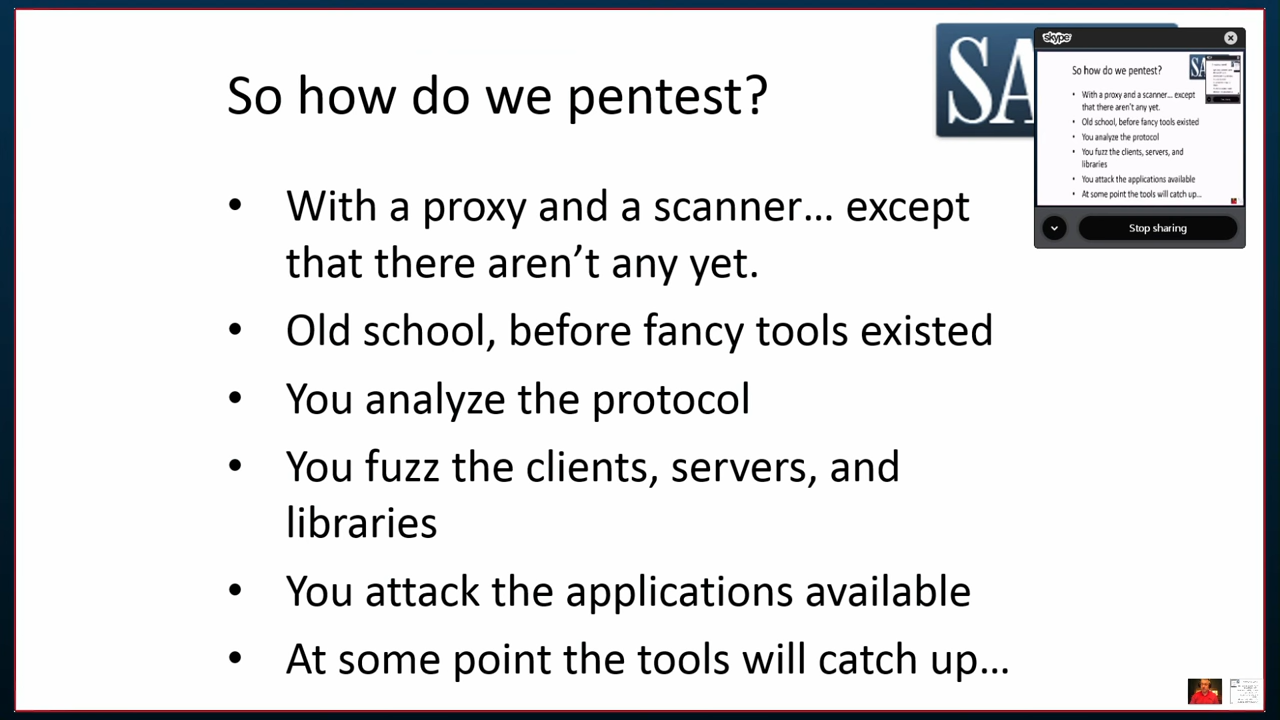 So how do we pentest?
SA
• With a proxy and a scanner... except
that there aren't any yet.
• Old school, before fancy tools existed
• You analyze the protocol
• You fuzz the clients, servers, and
libraries
• You attack the applications available
• At some point the tools will catch up...
skype
So how do we pentest?
SA
• With a proxy and a scanner... except
that there aren't any yet.
• Old school, before fancy tools existed
• You analyze the protocol
• You fuzz the clients, servers, and
libraries
• You attack the applications available
• At some point the tools will catch up...
Stop sharing